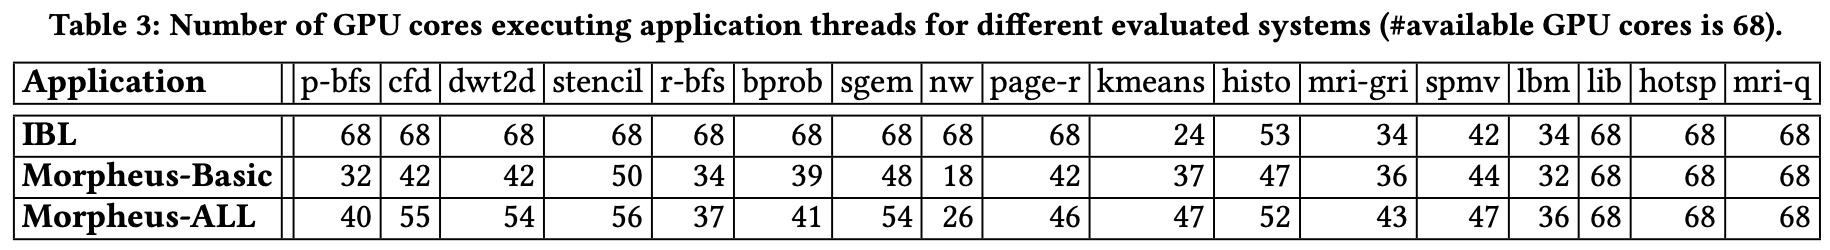 Table 3: Number of GPU cores executing application threads for different evaluated systems (#available GPU cores is 68).
Application p-bfs cfd dwt2d stencil r-bfs bprob sgem nw page-r kmeans histo mri-gri spmv lbm lib hotsp mri-q
IBL 68 68 68 68 68 68 68 68 68 24 53 34 42 34 68 68 68
Morpheus-Basic 32 42 42 50 34 39 48 18 42 37 47 36 44 32 68 68 68
Morpheus-ALL 40 55 54 56 37 41 54 26 46 47 52 43 47 36 68 68 68